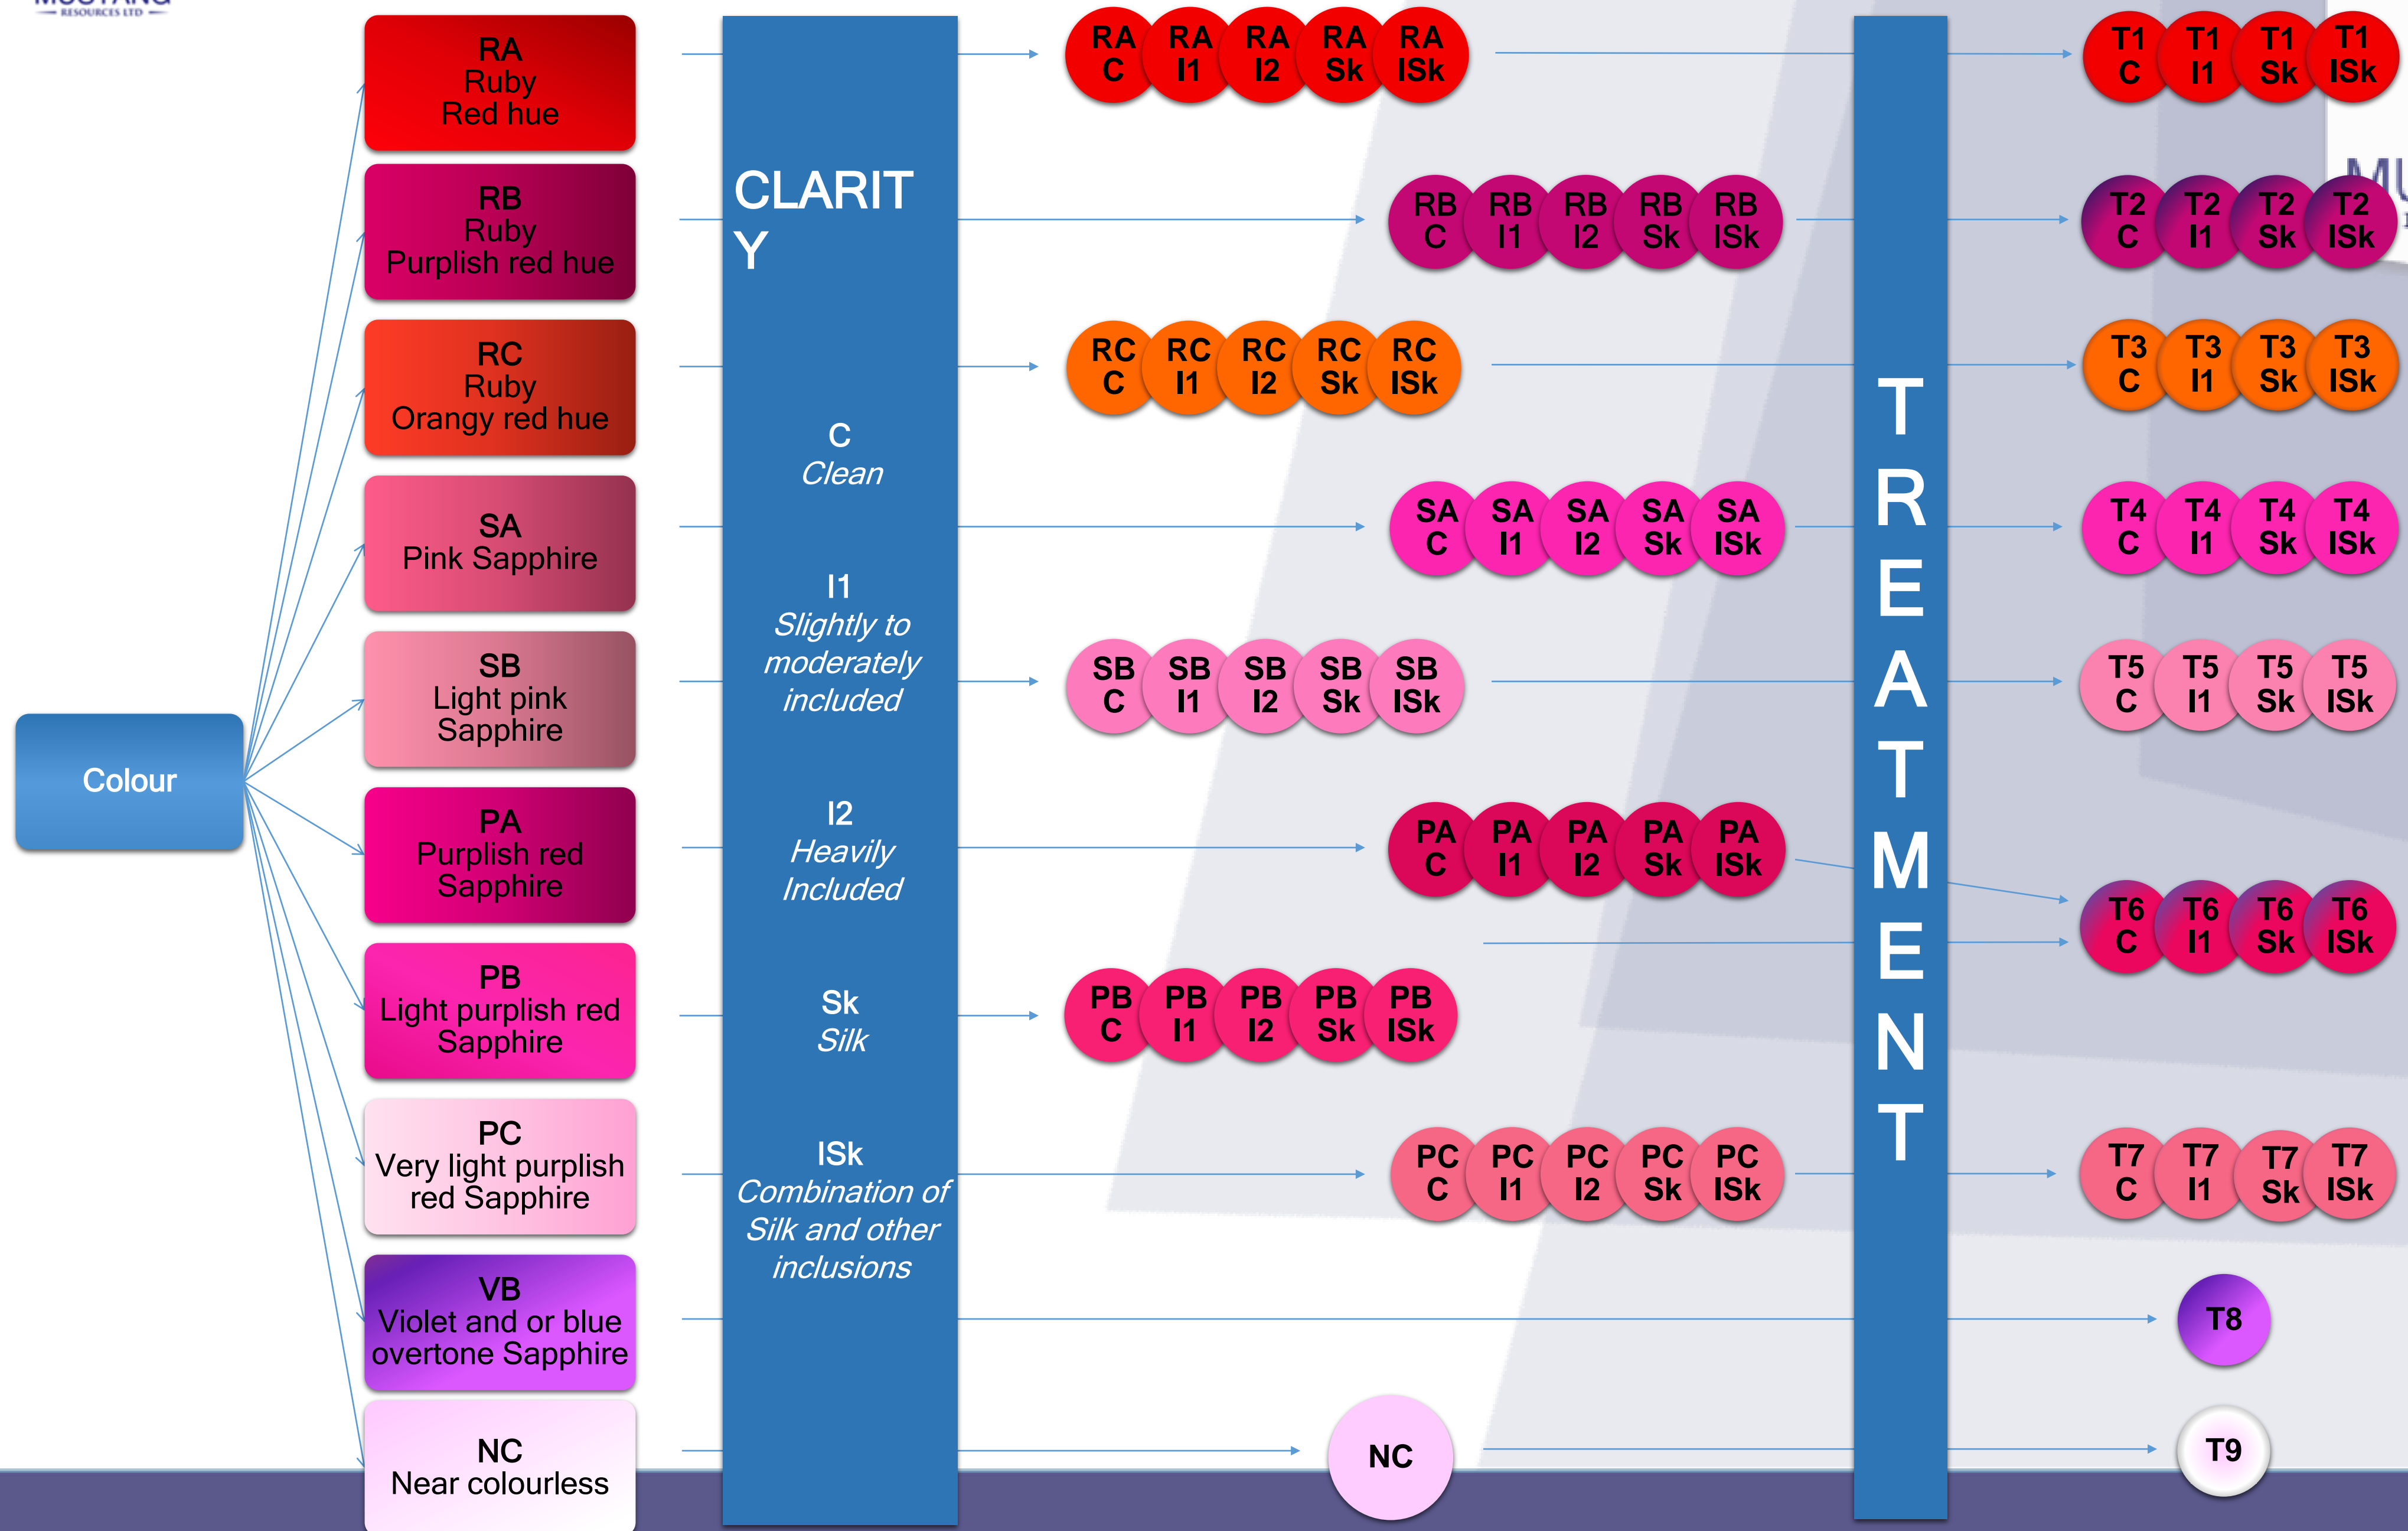 MUSTANG
RESOURCES LTD
Colour
RA
Ruby
Red hue
RB
Ruby
Purplish red hue
RC
Ruby
Orangy red hue
SA
Pink Sapphire
SB
Light pink
Sapphire
PA
Purplish red
Sapphire
PB
Light purplish red
Sapphire
PC
Very light purplish
red Sapphire
VB
Violet and or blue
overtone Sapphire
NC
Near colourless
CLARIT
Y
C
Clean
I1
Slightly to
moderately
included
I2
Heavily
Included
Sk
Silk
ISk
Combination of
Silk and other
inclusions
RA RA RA RA RA
C I1 I2 Sk ISk
RB RB RB RB RB
C I1 I2 Sk ISk
RC RC RC RC RC
C I1 I2 Sk ISk
SA SA SA SA SA
C I1 I2 Sk ISk
SB SB SB SB SB
C I1 I2 Sk ISk
PA PA PA PA PA
C I1 I2 Sk ISk
PB PB PB PB PB
C I1 I2 Sk ISk
PC PC PC PC PC
C I1 I2 Sk ISk
NC
T
R
E
A
T
M
E
N
T
T1 T1 T1 T1
C I1 Sk ISk
MU
T2 T2 T2 T2
C I1 Sk ISk
T3 T3 T3 T3
C I1 Sk ISk
T4 T4 T4 T4
C I1 Sk ISk
T5 T5 T5 T5
C I1 Sk ISk
T6 T6 T6 T6
C I1 Sk ISk
T7 T7 T7 T7
C I1 Sk ISk
T8
T9